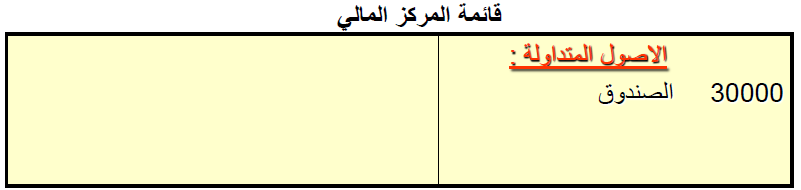 قائمة المركز المالي
الاصول المتداولة :
30000 الصندوق